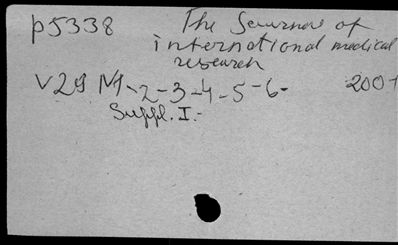 p5338 The Journal of
international medical
research
V29 N1-2-3-4-5-6- 2001
Suppl. I.-